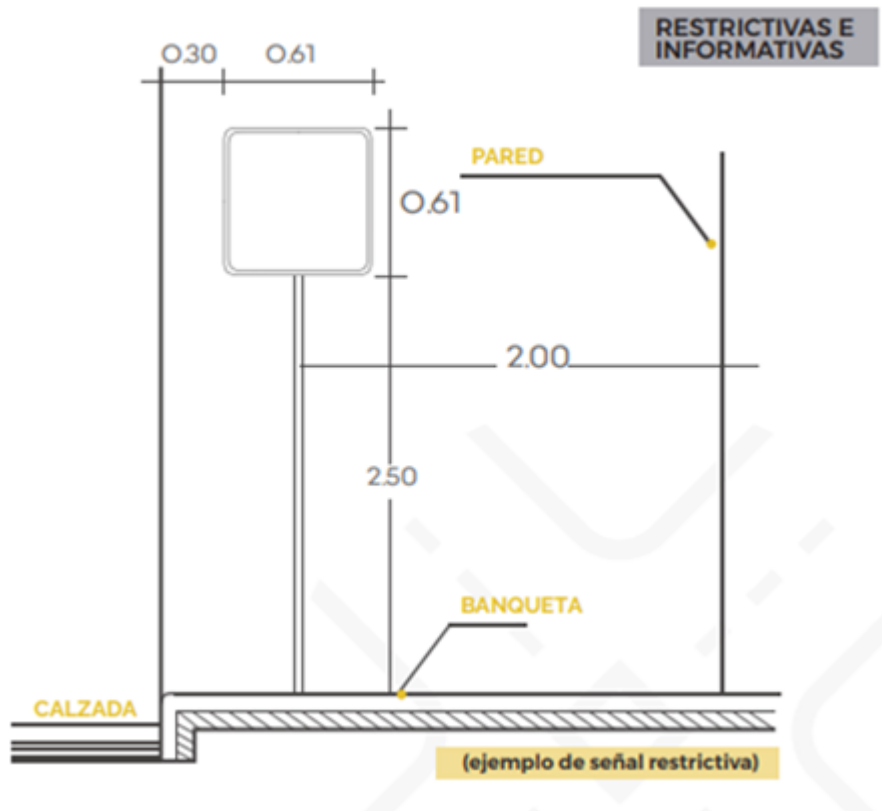 RESTRICTIVAS E
INFORMATIVAS
0.30
0.61
PARED
0.61
2.00
2.50
BANQUETA
CALZADA
(ejemplo de señal restrictiva)